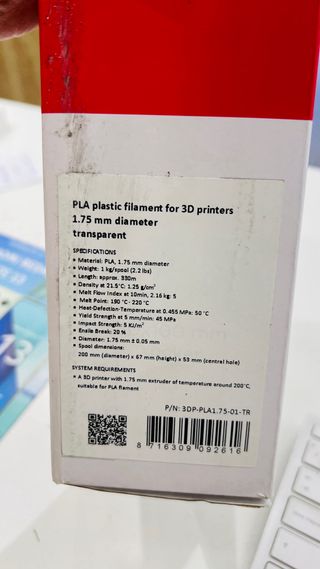 PLA plastic filament for 3D printers
1.75 mm diameter
transparent
SPECIFICATIONS
• Material: PLA, 1.75 mm diameter
• Weight: 1 kg/spool (2.2 lbs)
• Length: approx. 330m
• Density at 21.5°C: 1.25 g/cm³
• Melt Flow Index at 10min, 2.16 kg: 5
• Melt Point: 190 °C - 220 °C
• Heat-Deflection-Temperature at 0.455 MPa: 50 °C
• Yield Strength at 5 mm/min: 45 MPa
• Impact Strength: 5 KJ/m²
• Ensile Break: 20 %
• Diameter: 1.75 mm ± 0.05 mm
• Spool dimensions:
200 mm (diameter) x 67 mm (height) x 53 mm (central hole)
SYSTEM REQUIREMENTS
• A 3D printer with 1.75 mm extruder of temperature around 200°C,
suitable for PLA filament
P/N: 3DP-PLA1.75-01-TR
8 716309 092616
13